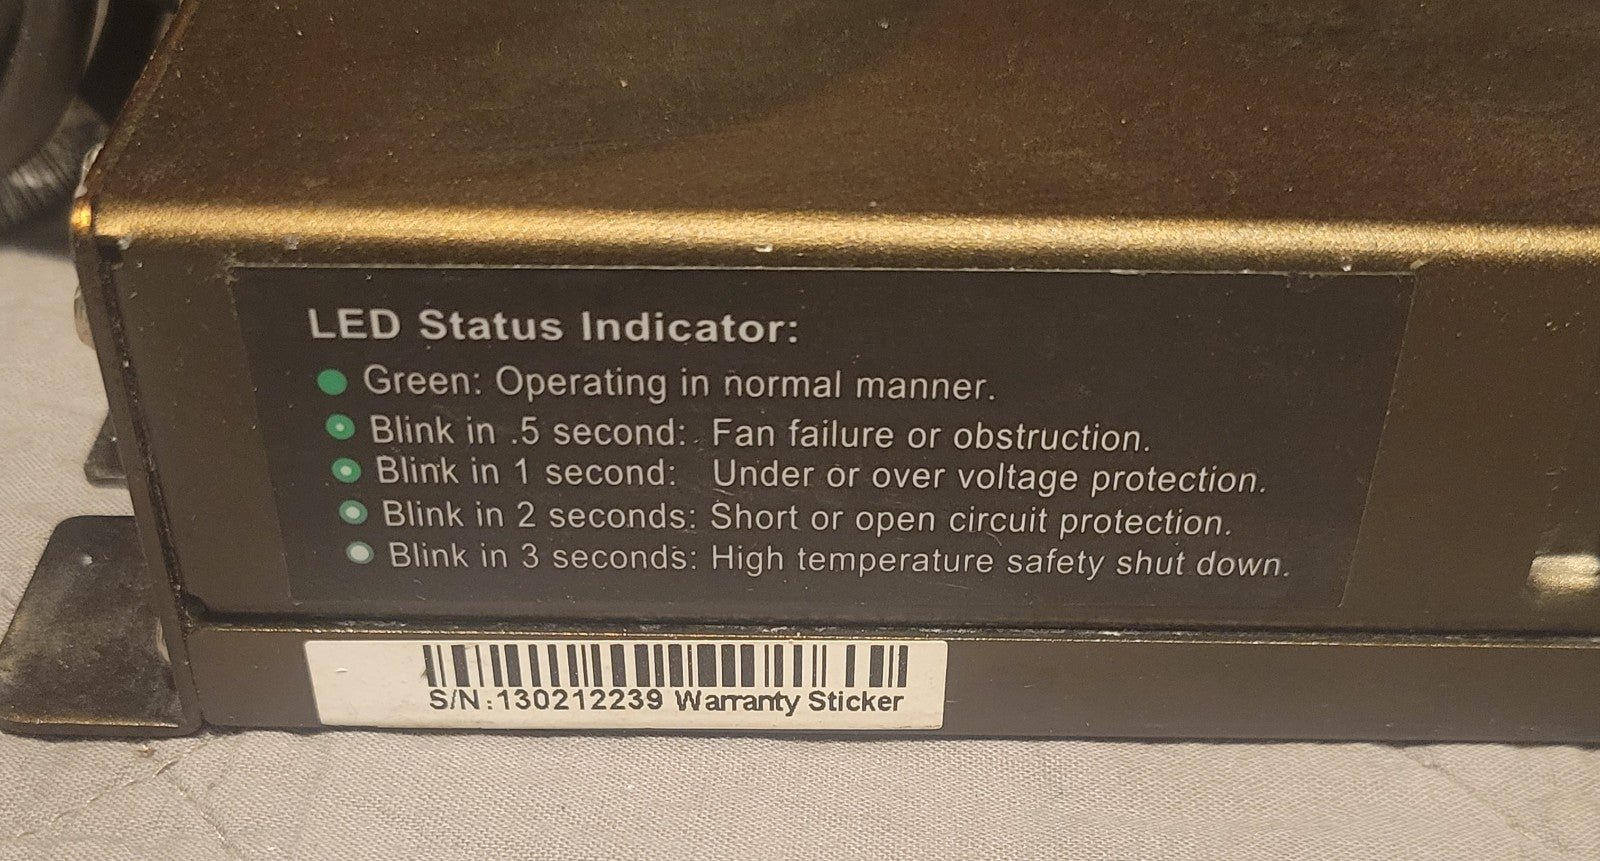 LED Status Indicator:
Green: Operating in normal manner.
Blink in .5 second: Fan failure or obstruction.
Blink in 1 second: Under or over voltage protection.
Blink in 2 seconds: Short or open circuit protection.
Blink in 3 seconds: High temperature safety shut down.
S/N:130212239 Warranty Sticker